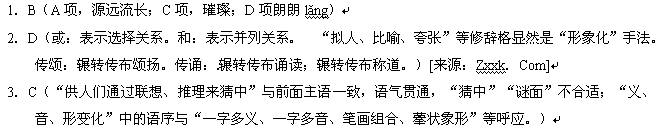 1. B（A 项，源远流长；C 项，璀璨；D 项朗朗 lǎng）↵
2. D（或：表示选择关系。和：表示并列关系。 “拟人、比喻、夸张”等修辞格显然是“形象化”手法。
传颂：辗转传布颂扬。传诵：辗转传布诵读；辗转传布称道。）[来源：Zxxk. Com]↵
3. C（“供人们通过联想、推理来猜中”与前面主语一致，语气贯通，“猜中”“谜面”不合适；“义、
音、形变化”中的语序与“一字多义、一字多音、笔画组合、藆状象形”等呼应。）↵